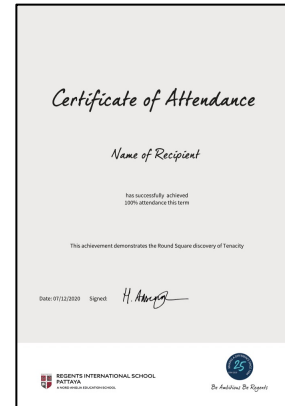 Certificate of Attendance
Name of Recipient
has successfully achieved
100% attendance this term
This achievement demonstrates the Round Square discovery of Tenacity
Date: 07/12/2020 Signed:
REGENTS INTERNATIONAL SCHOOL
PATTAYA
A NORD ANGLIA EDUCATION SCHOOL
25
Be Ambitious Be Regents